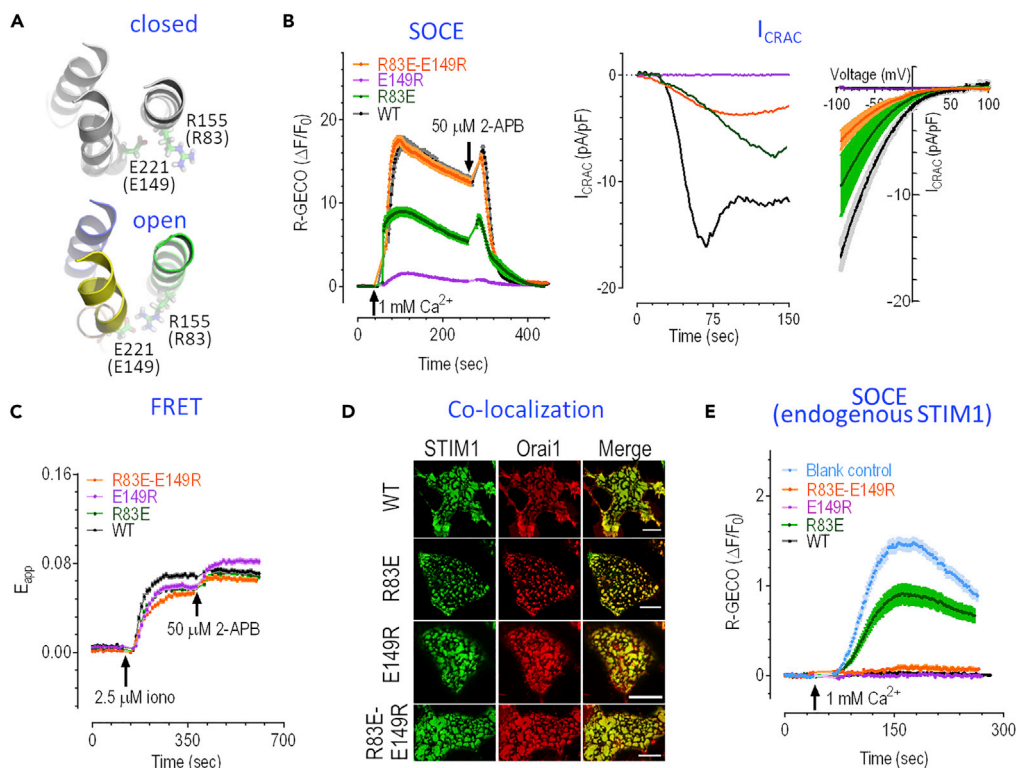 A
closed
R155
(R83)
E221
(E149)
open
R155
(R83)
E221
(E149)
B
SOCE
R83E-E149R
E149R
R83E
WT
50 μM 2-APB
R-GECO (ΔF/F0)
20
10
0
1 mM Ca2+
0
200
400
Time (sec)
ICRAC
ICRAC (pA/pF)
0
-10
-20
0
75
150
Time (sec)
Voltage (mV)
-100
-50
50
100
ICRAC (pA/pF)
-10
-20
C
FRET
R83E-E149R
E149R
R83E
WT
Eapp
0.16
0.08
0.00
50 μM 2-APB
2.5 μM iono
0
350
700
Time (sec)
D
Co-localization
STIM1
Orai1
Merge
WT
R83E
E149R
R83E-
E149R
E
SOCE
(endogenous STIM1)
Blank control
R83E-E149R
E149R
R83E
WT
R-GECO (ΔF/F0)
2
1
0
1 mM Ca2+
0
150
300
Time (sec)